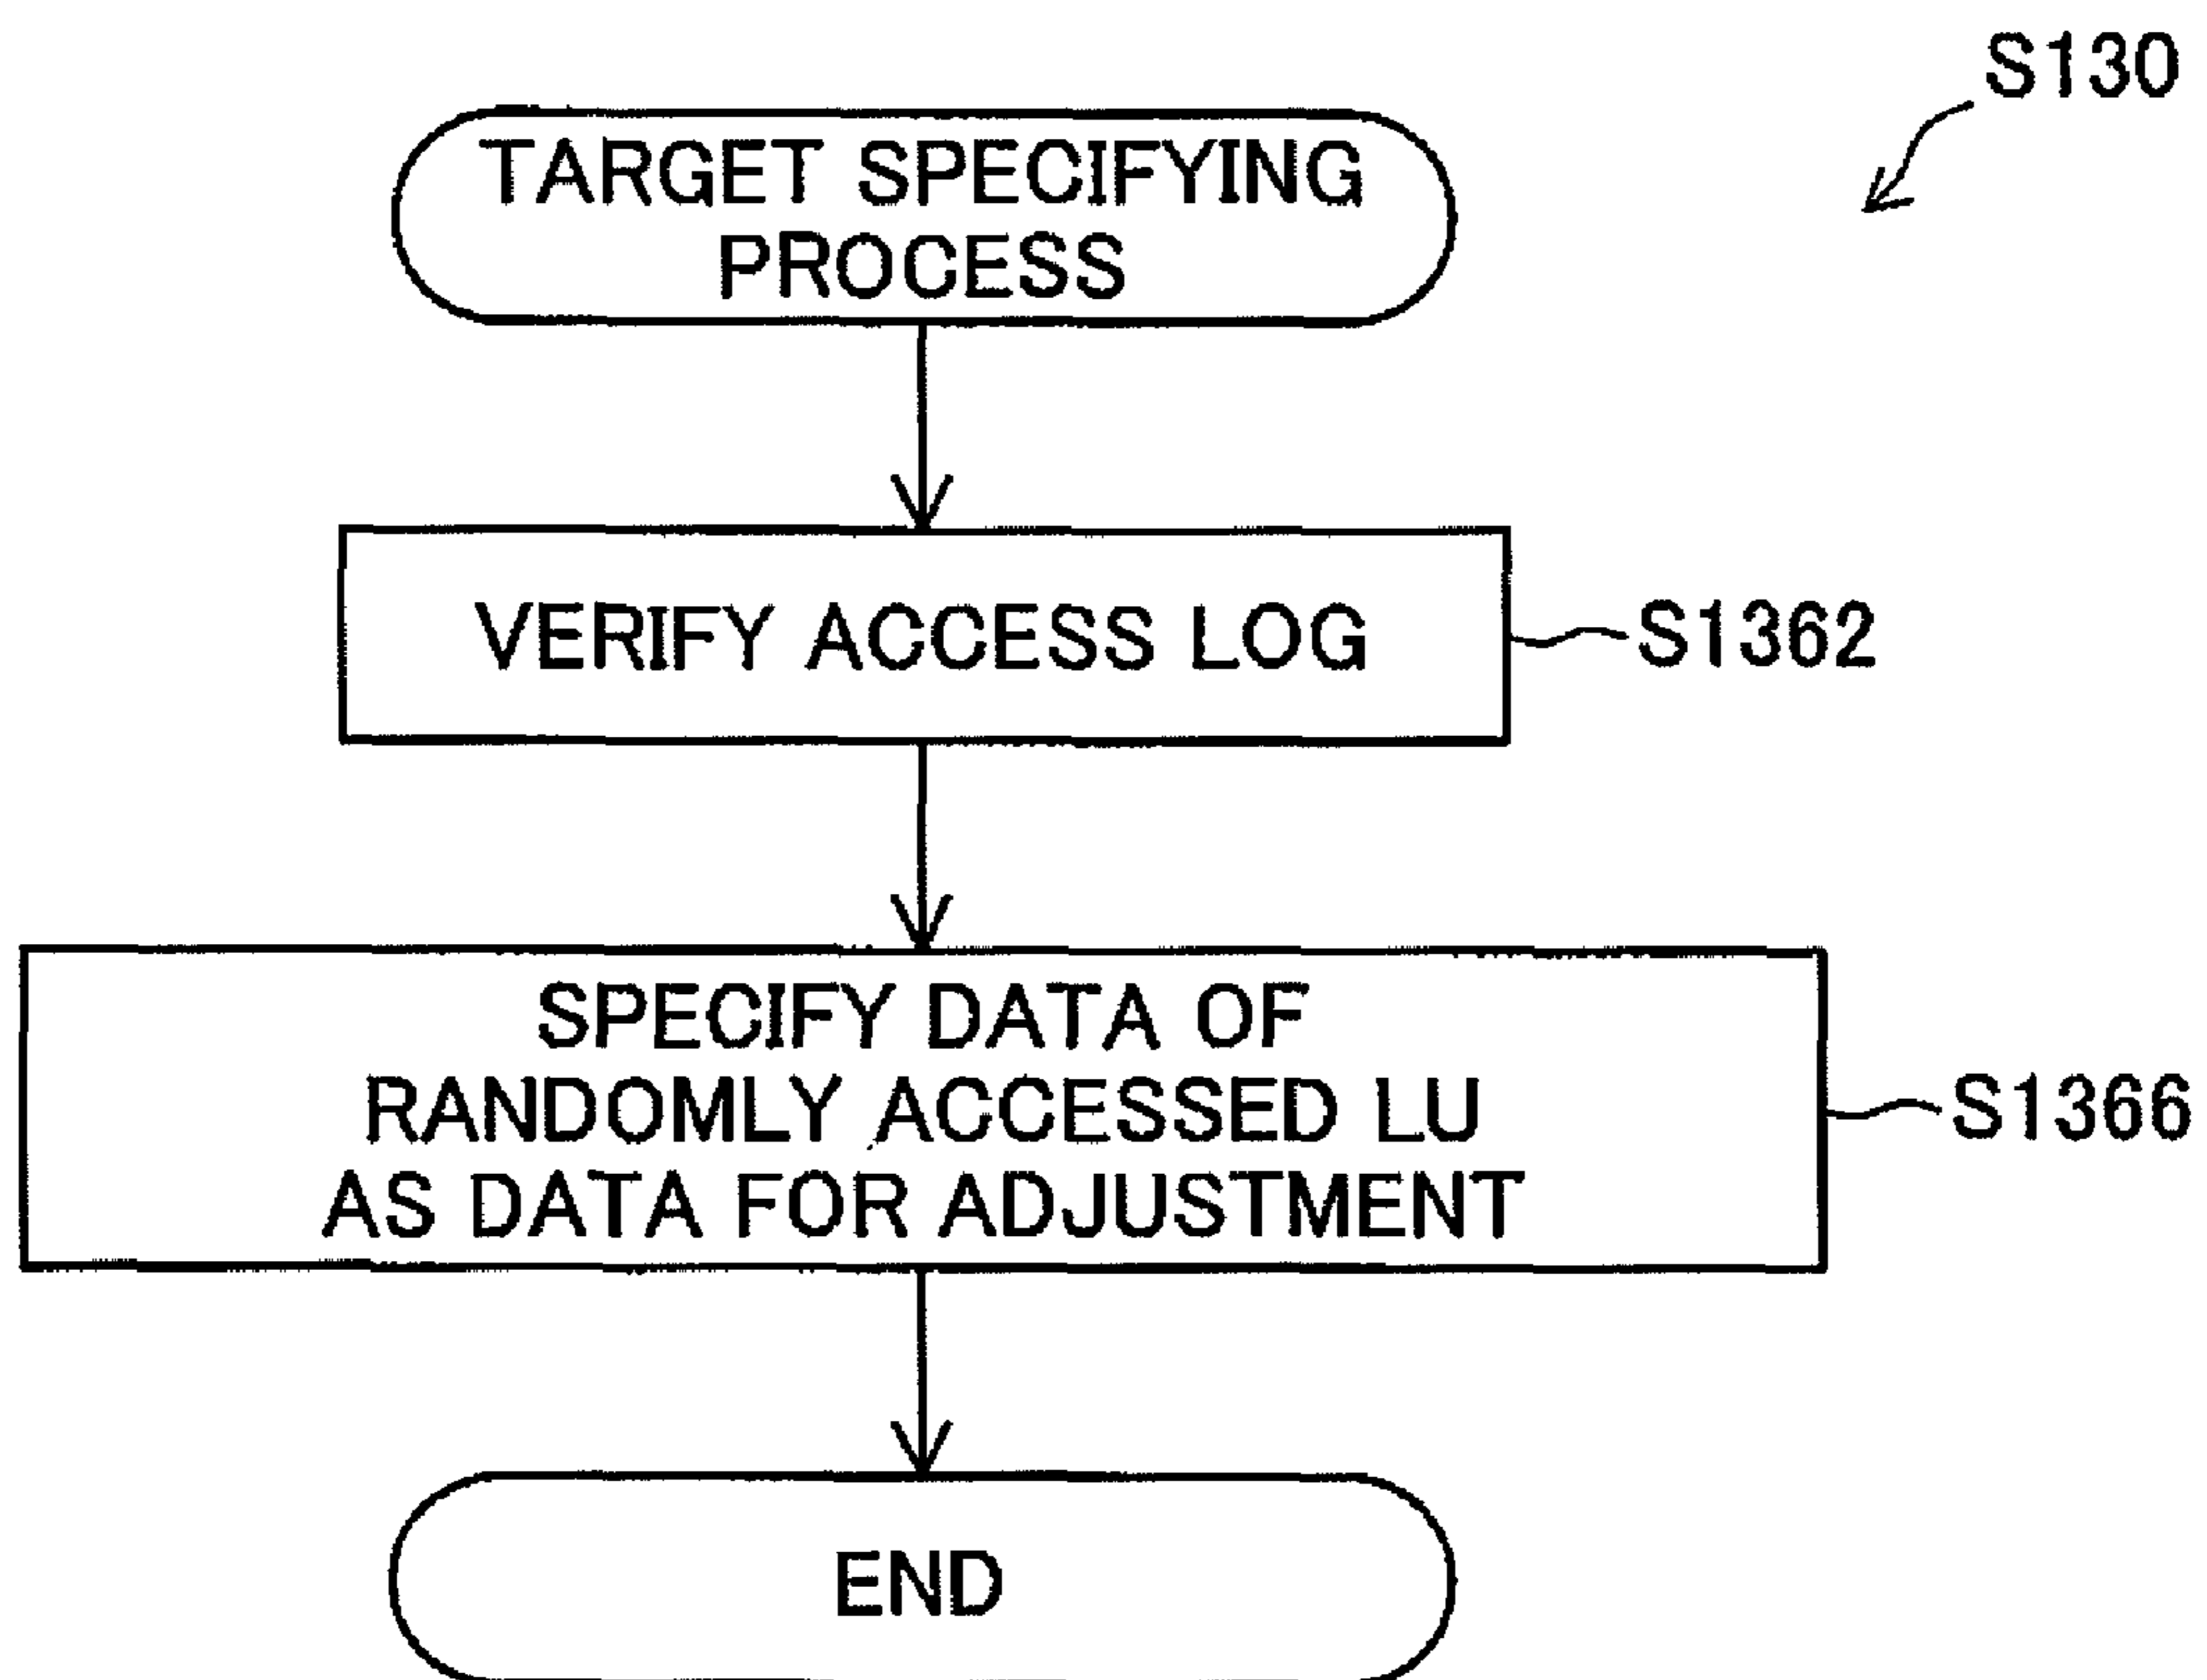 S130
TARGET SPECIFYING
PROCESS
VERIFY ACCESS LOG
S1362
SPECIFY DATA OF
RANDOMLY ACCESSED LU
AS DATA FOR ADJUSTMENT
S1366
END